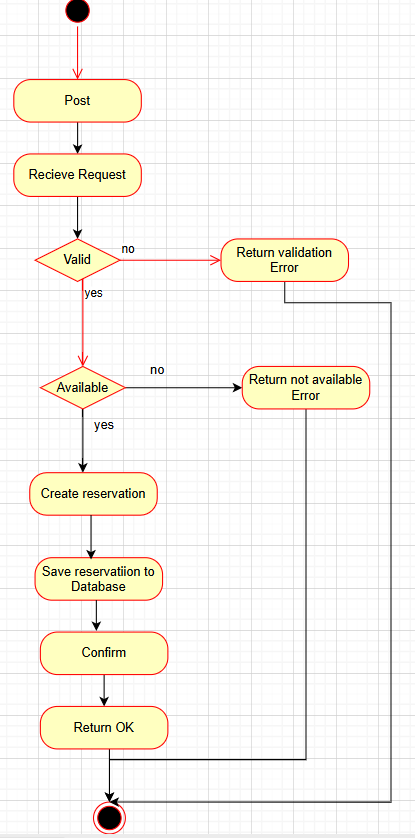 Post
Recieve Request
Valid
no
Return validation
Error
yes
Available
no
Return not available
Error
yes
Create reservation
Save reservatiion to
Database
Confirm
Return OK